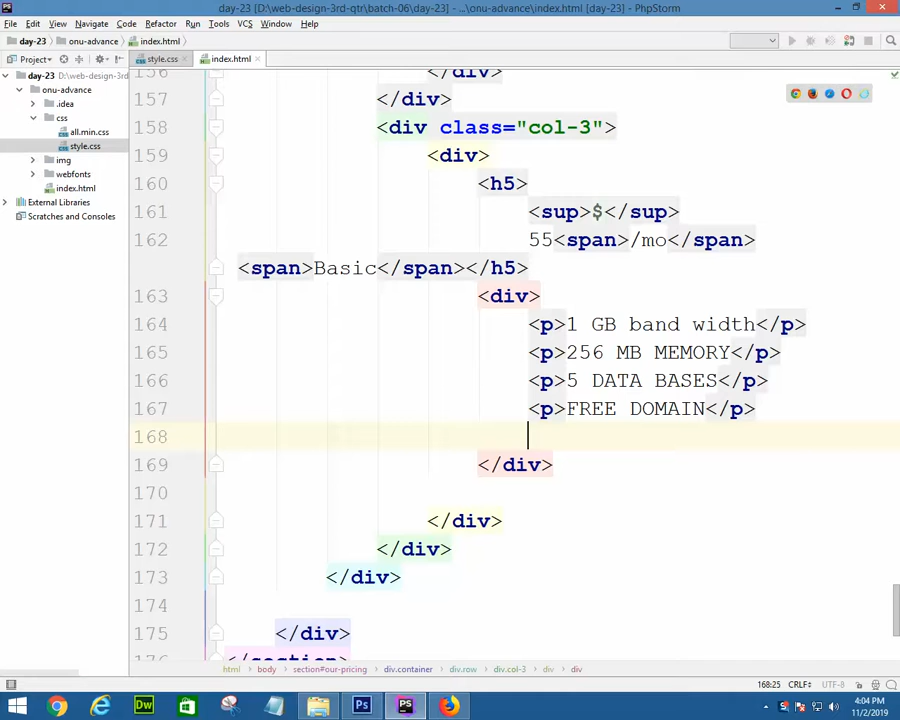 day-23 [D:\web-design-3rd-qtr\batch-06\day-23] - ...\onu-advance\index.html [day-23] - PhpStorm
File Edit View Navigate Code Refactor Run Tools VCS Window Help
day-23 onu-advance index.html
Project style.css index.html
day-23 D:\web-design-3rd
onu-advance
.idea
css
all.min.css
style.css
img
webfonts
index.html
External Libraries
Scratches and Consoles
156 </div>
157 </div>
158 <div class="col-3">
159 <div>
160 <h5>
161 <sup>$</sup>
162 55<span>/mo</span>
<span>Basic</span></h5>
163 <div>
164 <p>1 GB band width</p>
165 <p>256 MB MEMORY</p>
166 <p>5 DATA BASES</p>
167 <p>FREE DOMAIN</p>
168
169 </div>
170
171 </div>
172 </div>
173 </div>
174
175 </div>
176 </section>
html body section#our-pricing div.container div.row div.col-3 div div
168:25 CRLF UTF-8
4:04 PM
11/2/2019